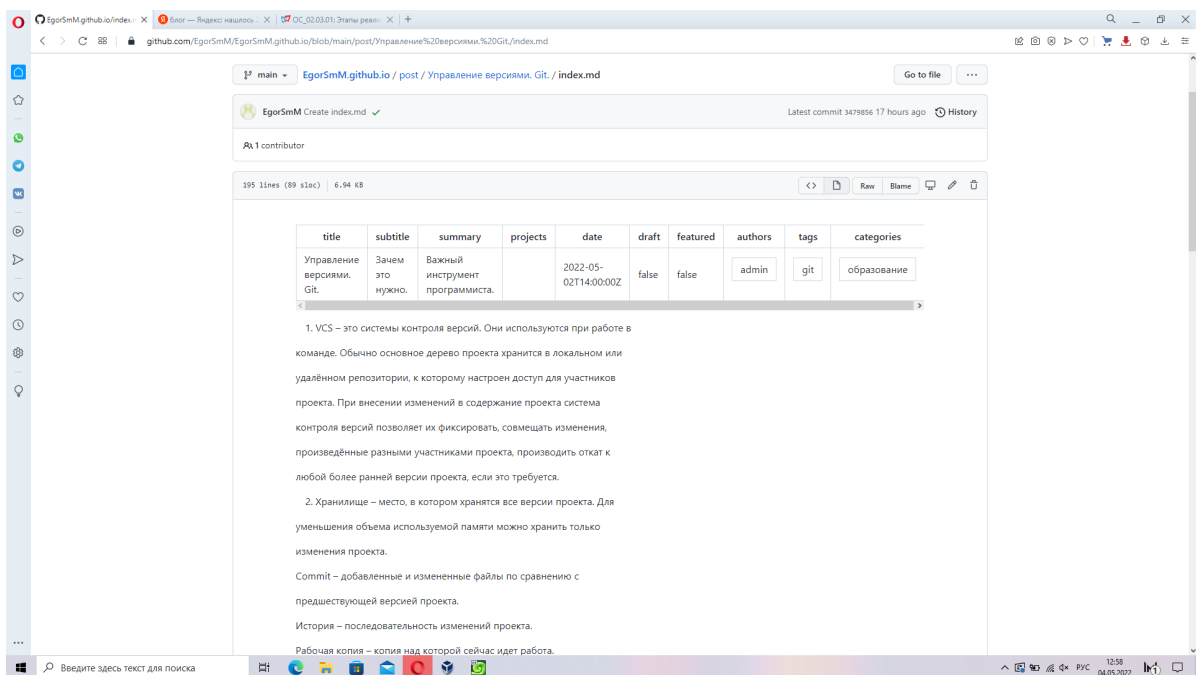 EgorSmM.github.io/index.m
блог — Яндекс: нашлось 2
ОС_02.03.01: Этапы реали
github.com/EgorSmM/EgorSmM.github.io/blob/main/post/Управление%20версиями.%20Git./index.md
main
EgorSmM.github.io / post / Управление версиями. Git. / index.md
Go to file
EgorSmM Create index.md
Latest commit 3479856 17 hours ago
History
1 contributor
195 lines (89 sloc) 6.94 KB
Raw
Blame
title subtitle summary projects date draft featured authors tags categories
Управление Зачем Важный
версиями. это инструмент 2022-05- false false admin git образование
Git. нужно. программиста. 02T14:00:00Z
1. VCS – это системы контроля версий. Они используются при работе в
команде. Обычно основное дерево проекта хранится в локальном или
удалённом репозитории, к которому настроен доступ для участников
проекта. При внесении изменений в содержание проекта система
контроля версий позволяет их фиксировать, совмещать изменения,
произведённые разными участниками проекта, производить откат к
любой более ранней версии проекта, если это требуется.
2. Хранилище – место, в котором хранятся все версии проекта. Для
уменьшения объема используемой памяти можно хранить только
изменения проекта.
Commit – добавленные и измененные файлы по сравнению с
предшествующей версией проекта.
История – последовательность изменений проекта.
Рабочая копия – копия над которой сейчас идет работа.
Введите здесь текст для поиска
РУС
12:58
04.05.2022